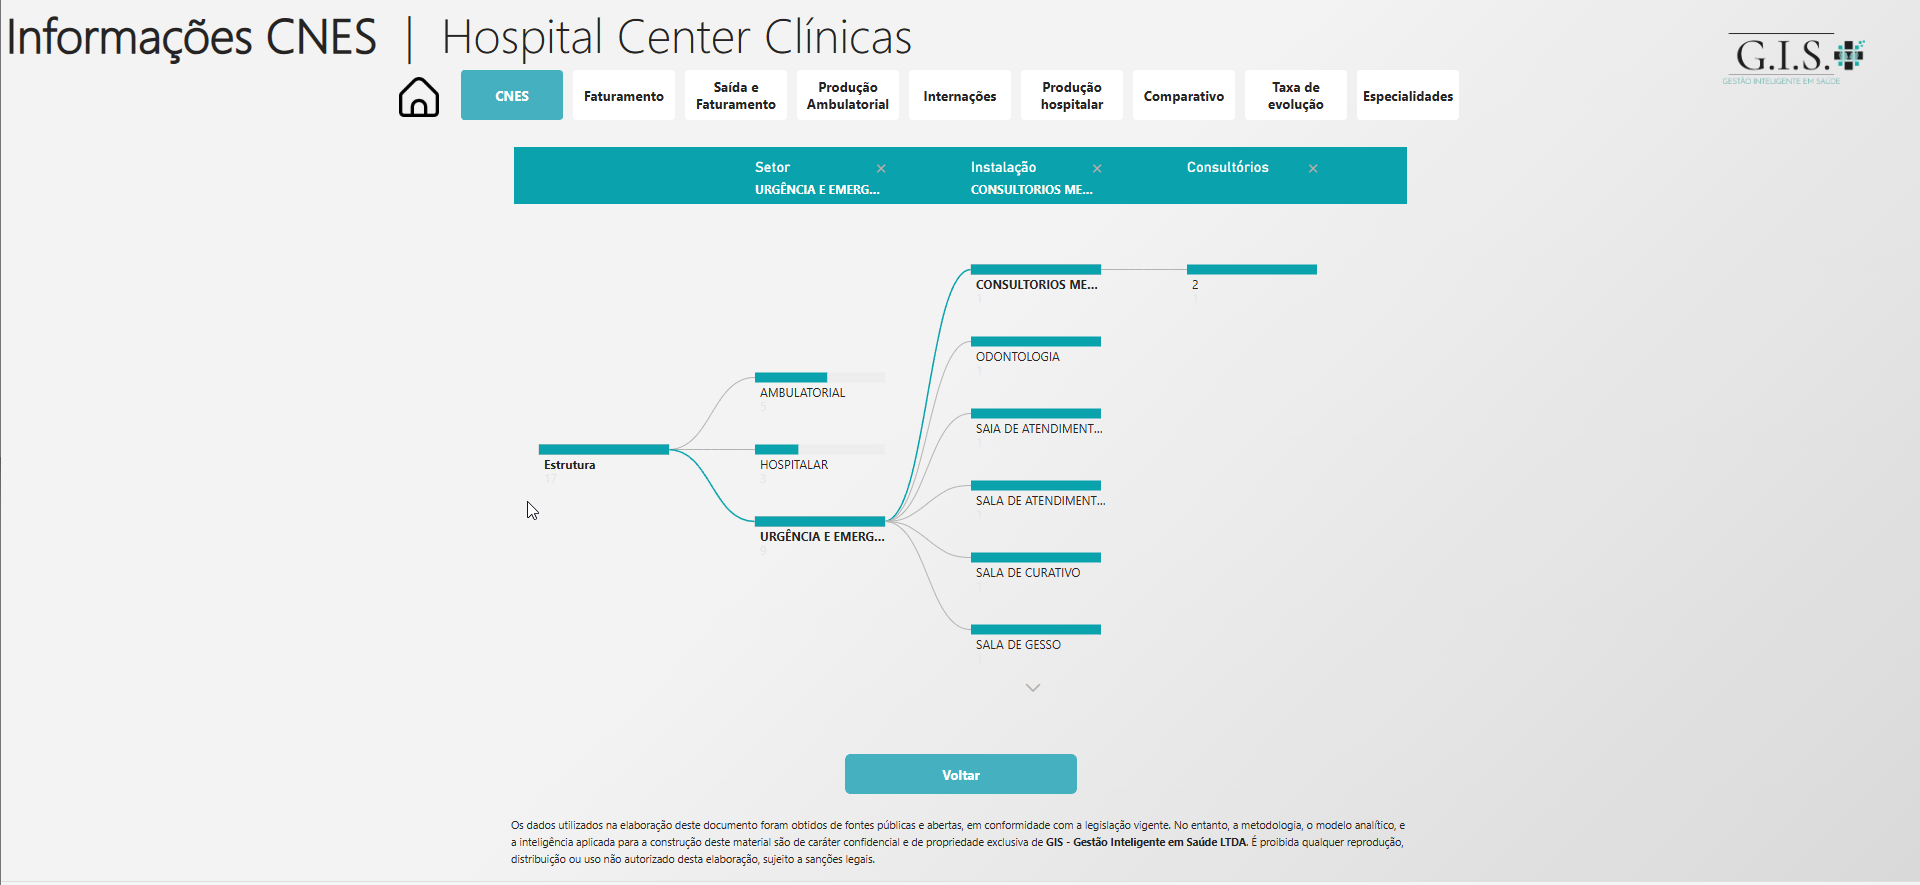 Informações CNES | Hospital Center Clínicas
G.I.S.
GESTÃO INTELIGENTE EM SAÚDE
CNES
Faturamento
Saída e
Faturamento
Produção
Ambulatorial
Internações
Produção
hospitalar
Comparativo
Taxa de
evolução
Especialidades
Setor
URGÊNCIA E EMERG...
Instalação
CONSULTORIOS ME...
Consultórios
Estrutura
17
AMBULATORIAL
5
HOSPITALAR
3
URGÊNCIA E EMERG...
9
CONSULTORIOS ME...
1
ODONTOLOGIA
1
SAIA DE ATENDIMENT...
1
SALA DE ATENDIMENT...
SALA DE CURATIVO
1
SALA DE GESSO
2
1
Voltar
Os dados utilizados na elaboração deste documento foram obtidos de fontes públicas e abertas, em conformidade com a legislação vigente. No entanto, a metodologia, o modelo analítico, e
a inteligência aplicada para a construção deste material são de caráter confidencial e de propriedade exclusiva de GIS - Gestão Inteligente em Saúde LTDA. É proibida qualquer reprodução,
distribuição ou uso não autorizado desta elaboração, sujeito a sanções legais.